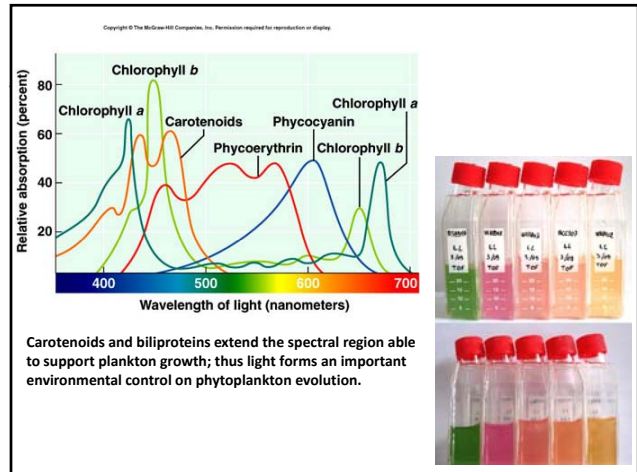 Copyright © The McGraw-Hill Companies, Inc. Permission required for reproduction or display.
Chlorophyll b
Chlorophyll a
Chlorophyll a
Carotenoids
Phycocyanin
Phycoerythrin
Chlorophyll b
Relative absorption (percent)
80
60
40
20
400
500
600
700
Wavelength of light (nanometers)
Carotenoids and biliproteins extend the spectral region able
to support plankton growth; thus light forms an important
environmental control on phytoplankton evolution.